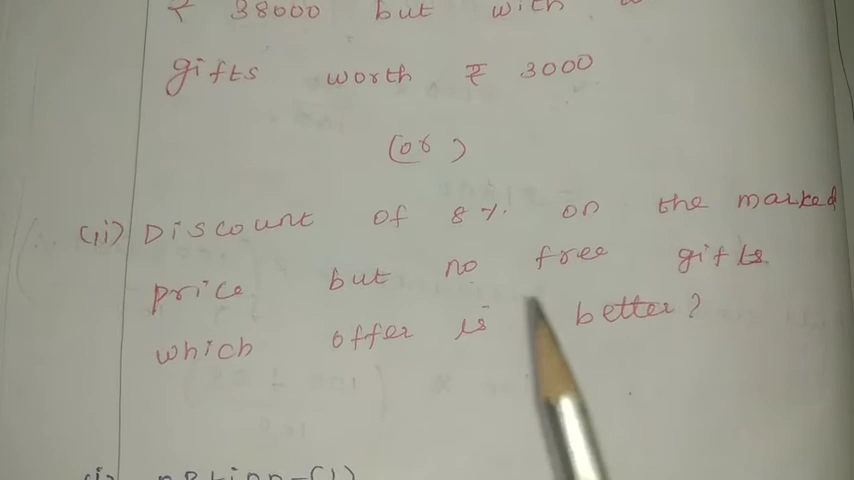 ₹ 38000 but with
gifts worth ₹ 3000
(or)
(ii) Discount of 8% on the marked
price but no free gifts
which offer is better?